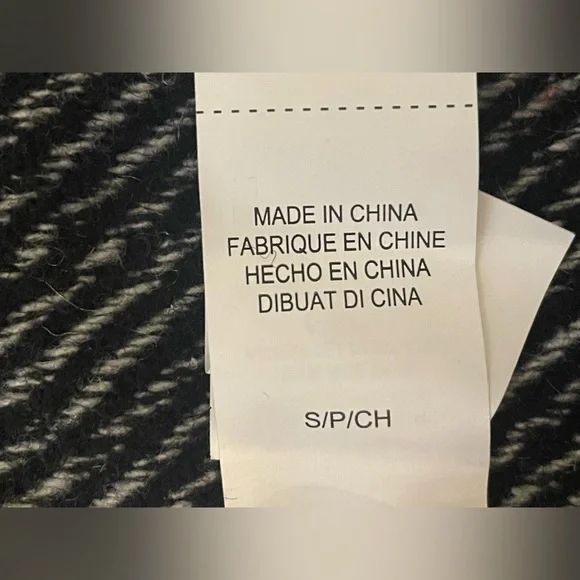 MADE IN CHINA
FABRIQUE EN CHINE
HECHO EN CHINA
DIBUAT DI CINA
S/P/CH